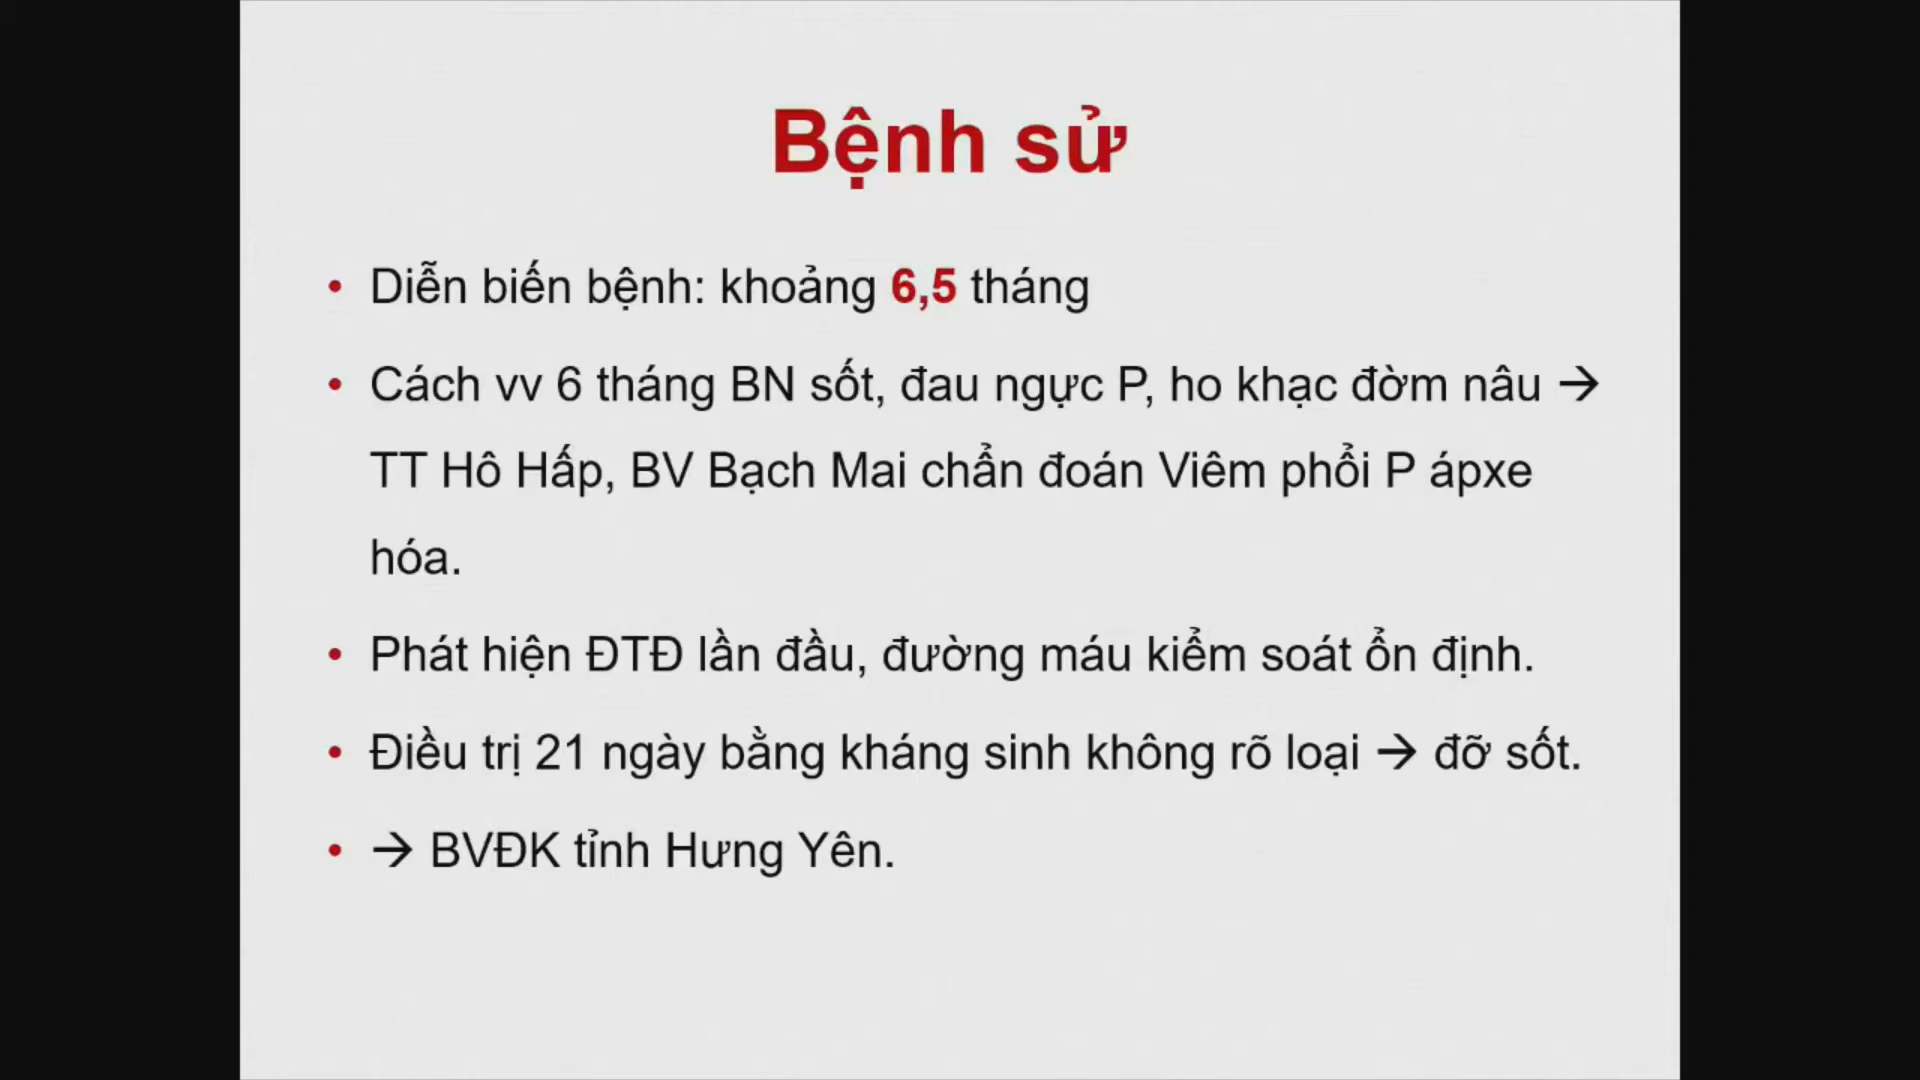 Bệnh sử
• Diễn biến bệnh: khoảng 6,5 tháng
• Cách vv 6 tháng BN sốt, đau ngực P, ho khạc đờm nâu →
TT Hô Hấp, BV Bạch Mai chẩn đoán Viêm phổi P ápxe
hóa.
• Phát hiện ĐTĐ lần đầu, đường máu kiểm soát ổn định.
• Điều trị 21 ngày bằng kháng sinh không rõ loại → đỡ sốt.
• → BVĐK tỉnh Hưng Yên.